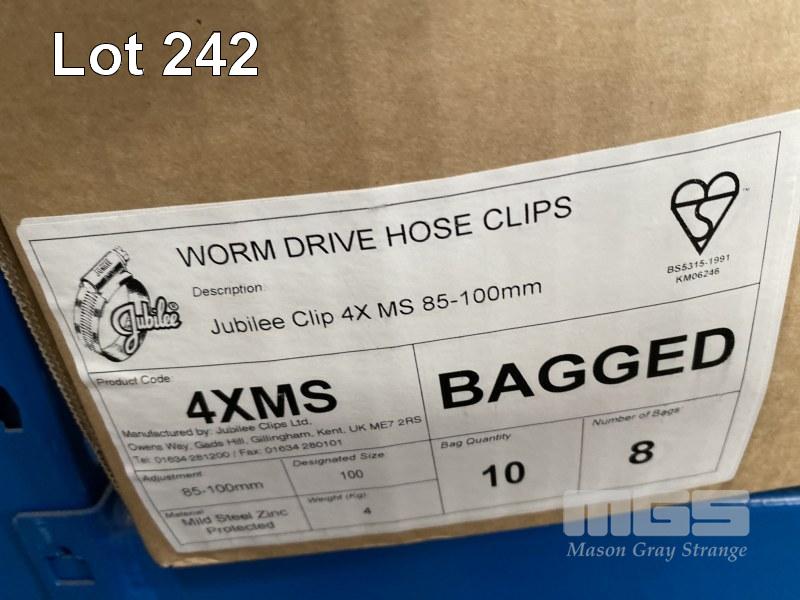 Lot 242
WORM DRIVE HOSE CLIPS
Description:
Jubilee Clip 4X MS 85-100mm
JUBILEE
Jubilee®
BS5315-1991
KM06246
Product Code:
4XMS
BAGGED
Manufactured by: Jubilee Clips Ltd.
Owens Way, Gads Hill, Gillingham, Kent, UK ME7 2RS
Tel: 01634 281200 / Fax: 01634 280101
Adjustment
85-100mm
Designated Size
100
Bag Quantity
10
Number of Bags:
8
Material
Mild Steel Zinc
Protected
Weight (Kg)
4
MGS
Mason Gray Strange